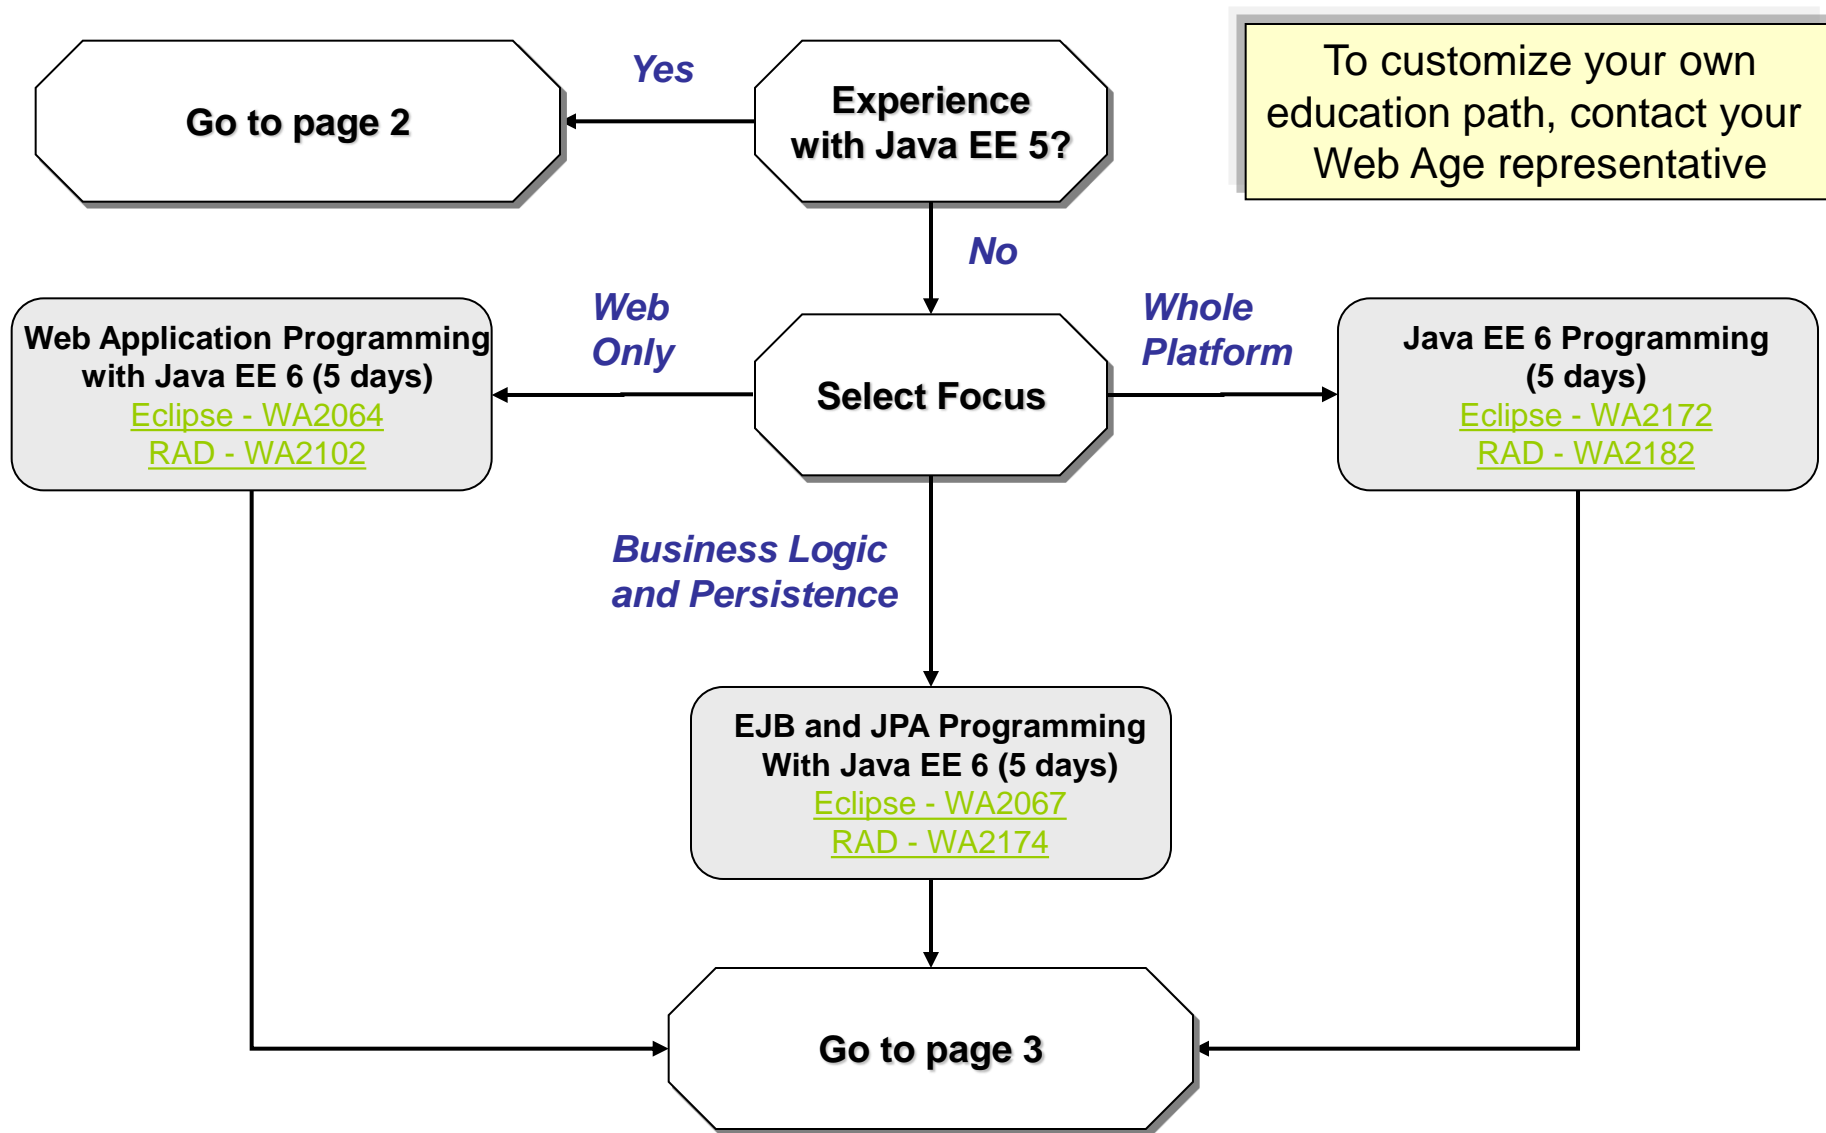 Yes
Go to page 2
Experience
with Java EE 5?
To customize your own
education path, contact your
Web Age representative
No
Web
Only
Whole
Platform
Web Application Programming
with Java EE 6 (5 days)
Eclipse - WA2064
RAD - WA2102
Select Focus
Java EE 6 Programming
(5 days)
Eclipse - WA2172
RAD - WA2182
Business Logic
and Persistence
EJB and JPA Programming
With Java EE 6 (5 days)
Eclipse - WA2067
RAD - WA2174
Go to page 3